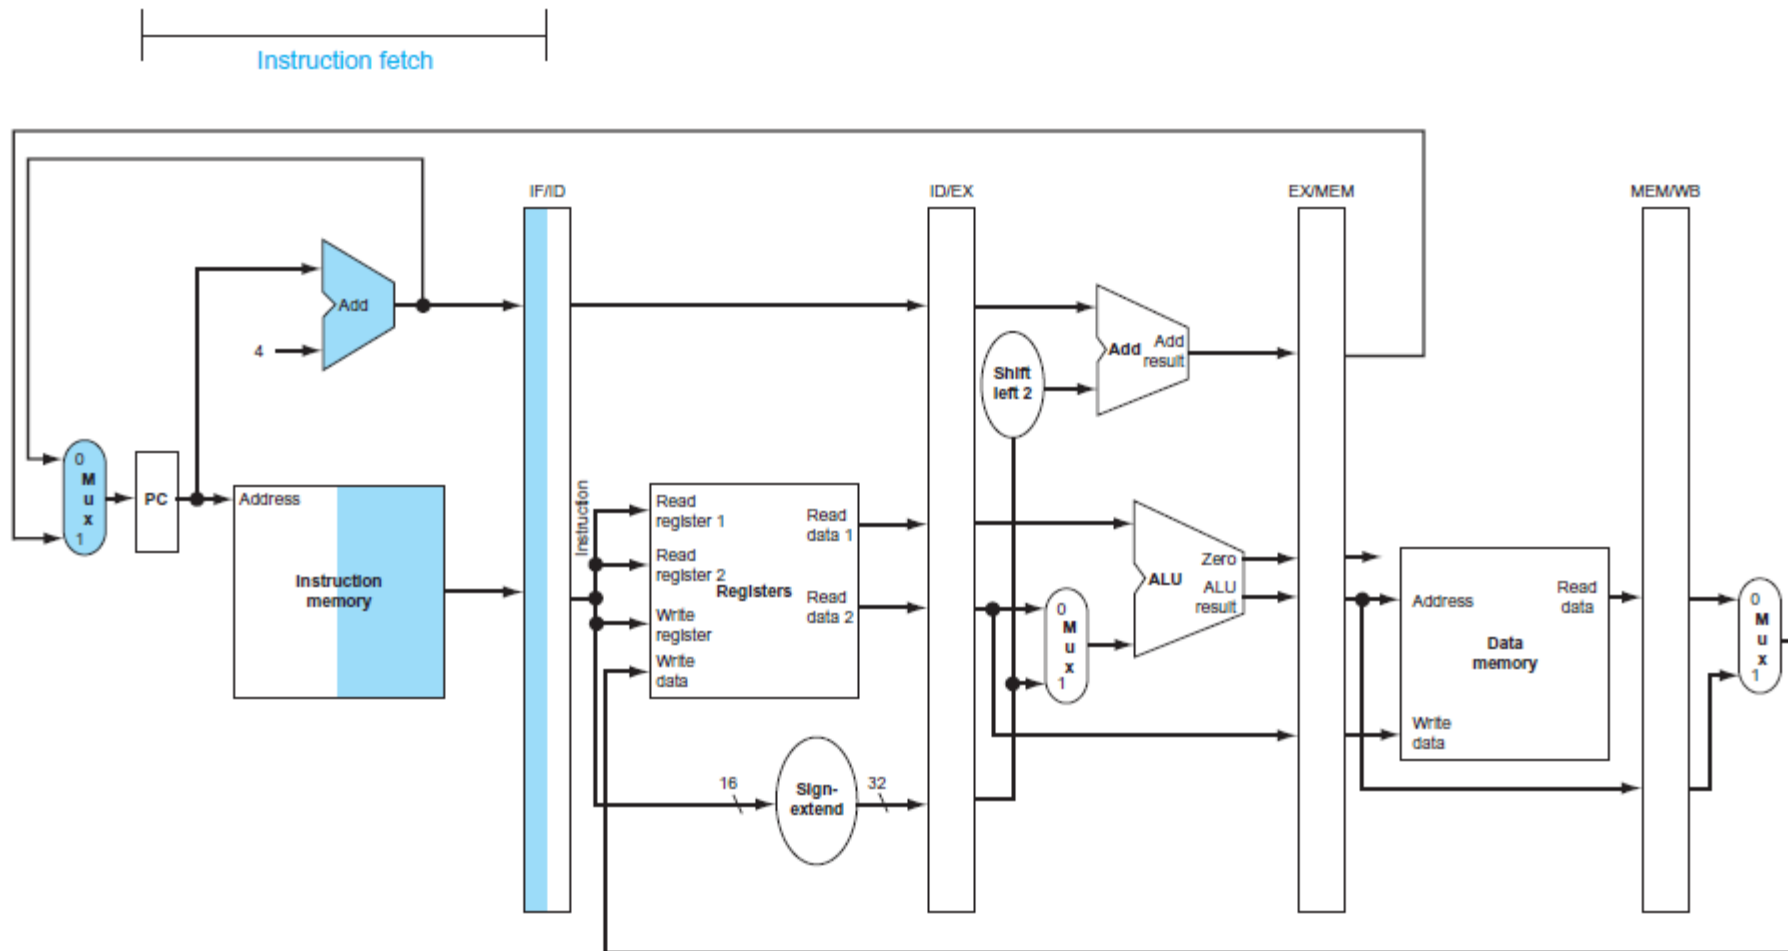 Instruction fetch
IF/ID
ID/EX
EX/MEM
MEM/WB
Add
4
Add
Add
result
Shift
left 2
0
M
u
x
1
PC
Address
Instruction
memory
Instruction
Read
register 1
Read
register 2
Write
register
Write
data
Registers
Read
data 1
Read
data 2
16
Sign-
extend
32
0
M
u
x
1
ALU
Zero
ALU
result
Address
Write
data
Data
memory
Read
data
0
M
u
x
1